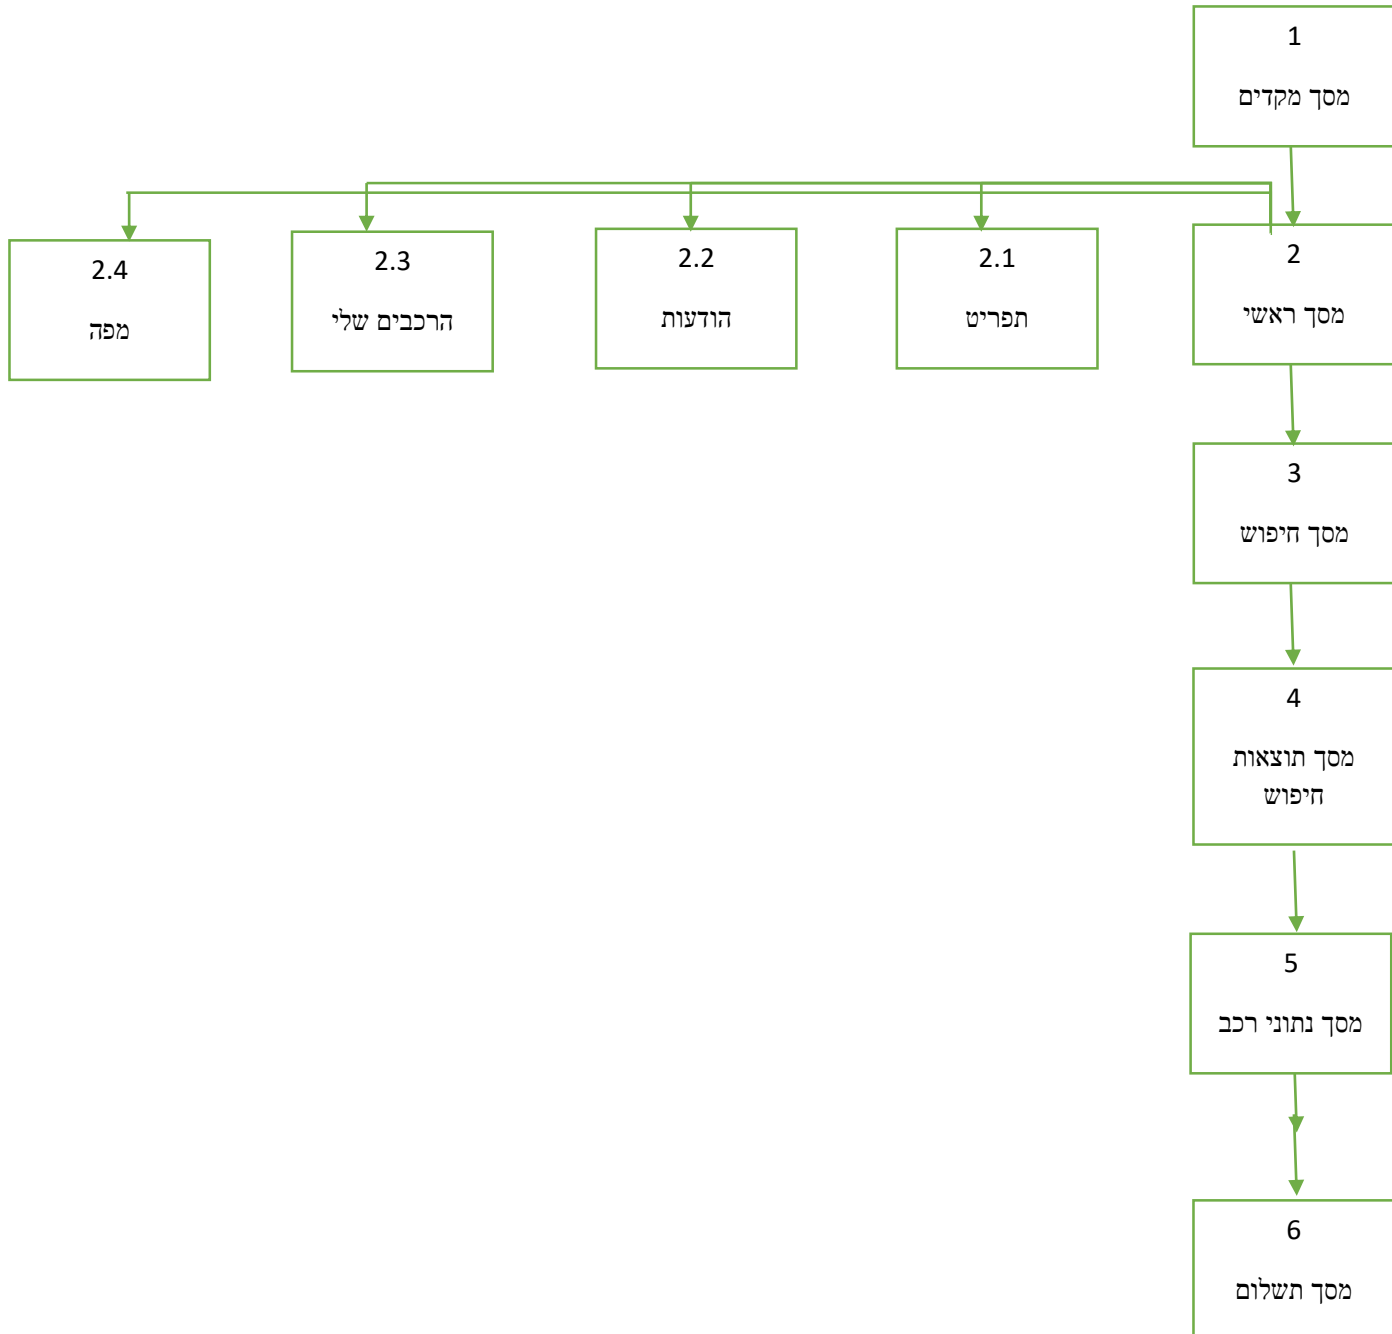 1
מסך מקדים
2
מסך ראשי
2.1
תפריט
2.2
הודעות
2.3
הרכבים שלי
2.4
מפה
3
מסך חיפוש
4
מסך תוצאות
חיפוש
5
מסך נתוני רכב
6
מסך תשלום